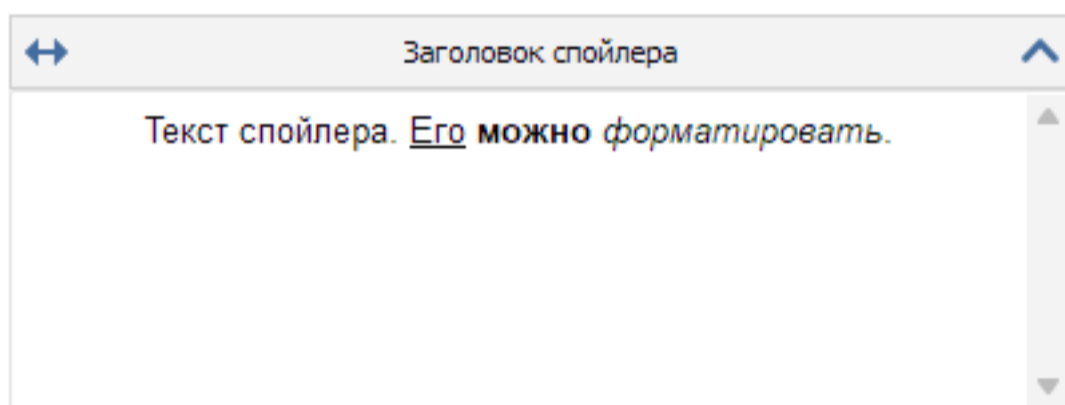 Заголовок спойлера
Текст спойлера. Его можно форматировать.